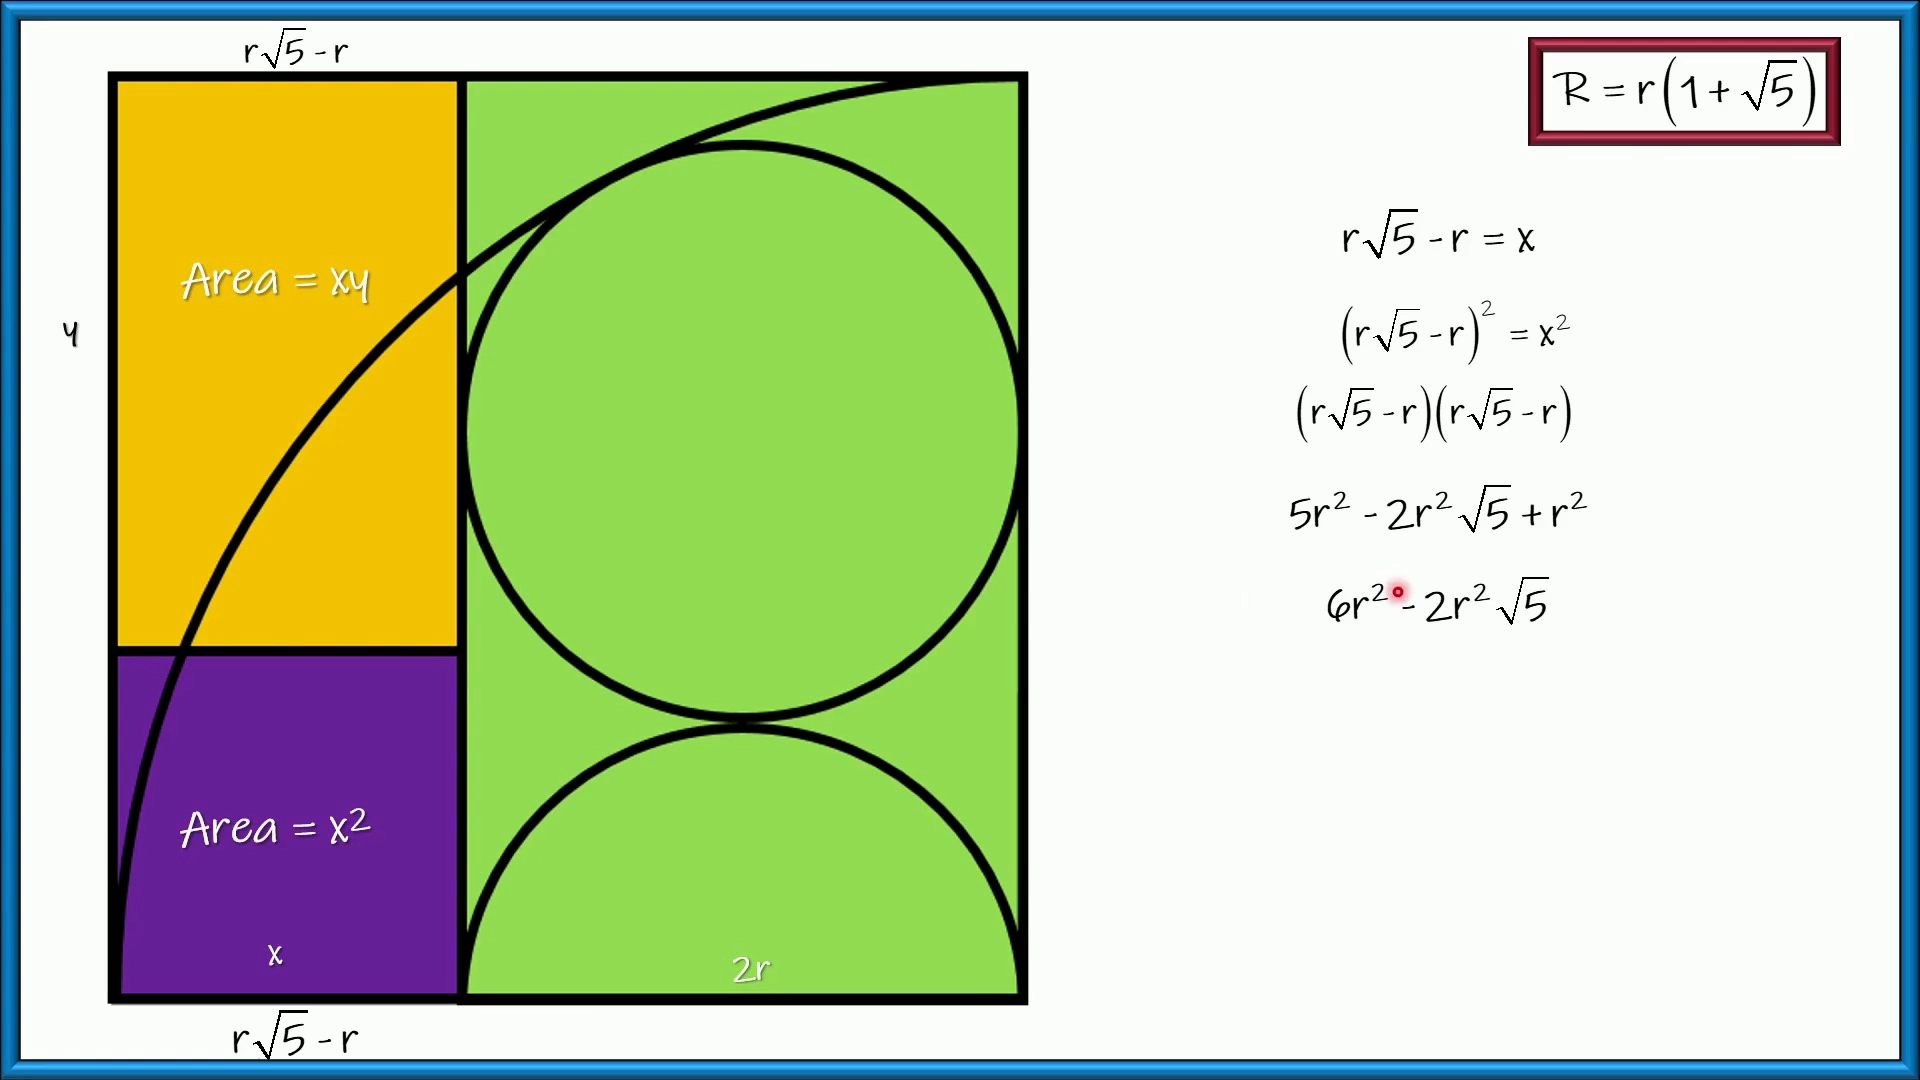 r√5 - r
R = r(1 + √5)
r√5 - r = x
Area = xy
y
(r√5 - r)² = x²
(r√5 - r)(r√5 - r)
5r² - 2r²√5 + r²
6r² - 2r²√5
Area = x²
x
2r
r√5 - r